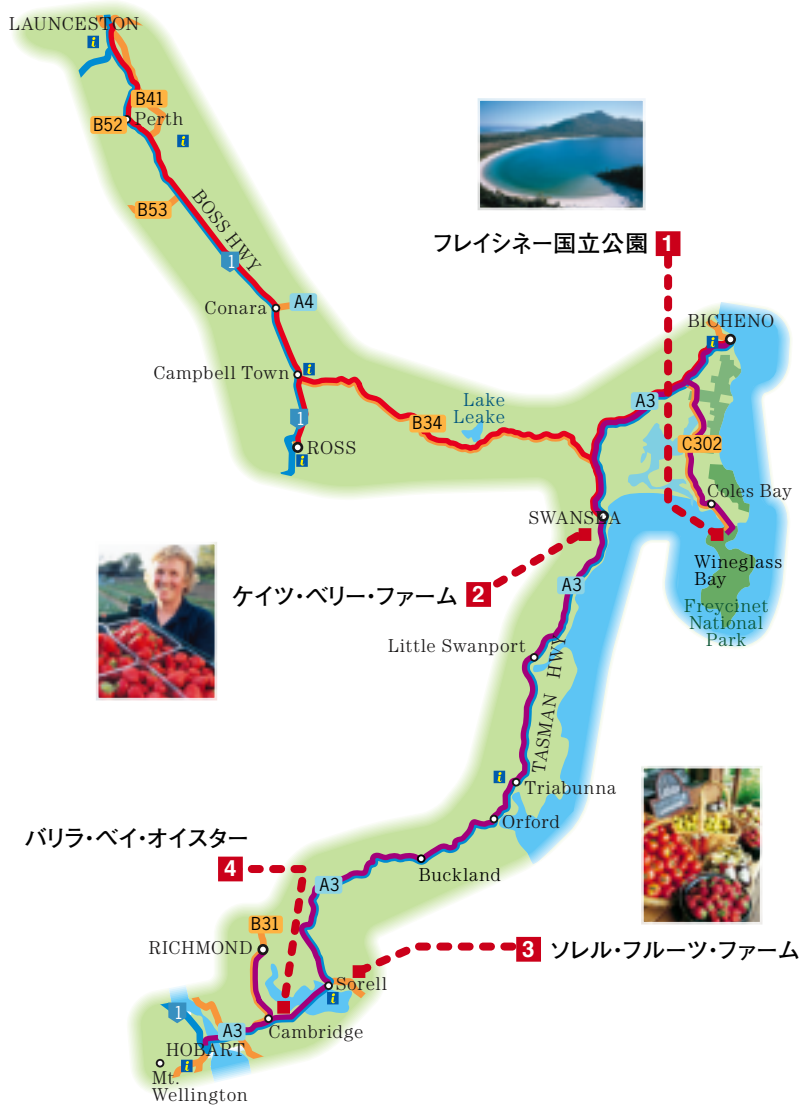 LAUNCESTON
i
B41
B52
Perth
i
B53
BOSS HWY
1
Conara
A4
Campbell Town
i
1
ROSS
i
フレイシネー国立公園 1
BICHENO
i
A3
C302
Lake
Leake
B34
Coles Bay
SWANSEA
Wineglass
Bay
Freycinet
National
Park
ケイツ・ベリー・ファーム 2
A3
Little Swanport
TASMAN HWY
i
Triabunna
Orford
Buckland
バリラ・ベイ・オイスター
4
A3
B31
RICHMOND
3 ソレル・フルーツ・ファーム
Sorell
i
1
A3
Cambridge
HOBART
i
Mt.
Wellington